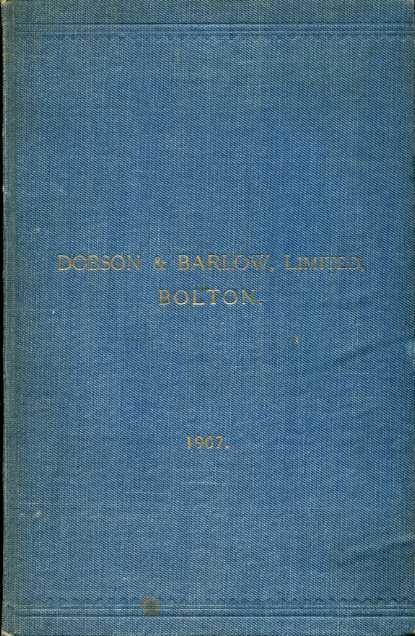 DOBSON & BARLOW, LIMITED,
BOLTON.
1907.